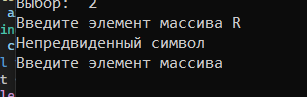 Выбор: 2
Введите элемент массива R
Непредвиденный символ
Введите элемент массива